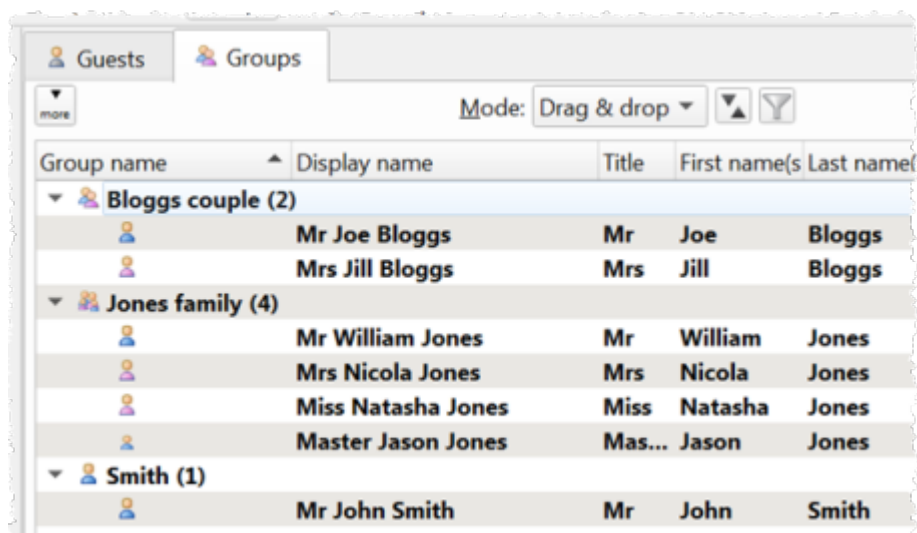 Guests Groups
more Mode: Drag & drop
Group name Display name Title First name(s Last name(
Bloggs couple (2)
Mr Joe Bloggs Mr Joe Bloggs
Mrs Jill Bloggs Mrs Jill Bloggs
Jones family (4)
Mr William Jones Mr William Jones
Mrs Nicola Jones Mrs Nicola Jones
Miss Natasha Jones Miss Natasha Jones
Master Jason Jones Mas... Jason Jones
Smith (1)
Mr John Smith Mr John Smith